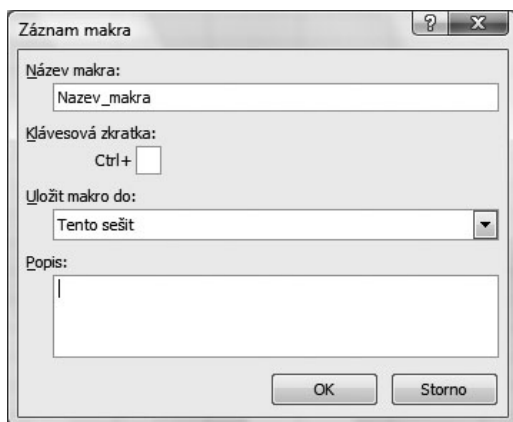 Záznam makra
Název makra:
Nazev_makra
Klávesová zkratka:
Ctrl+
Uložit makro do:
Tento sešit
Popis:
OK Storno